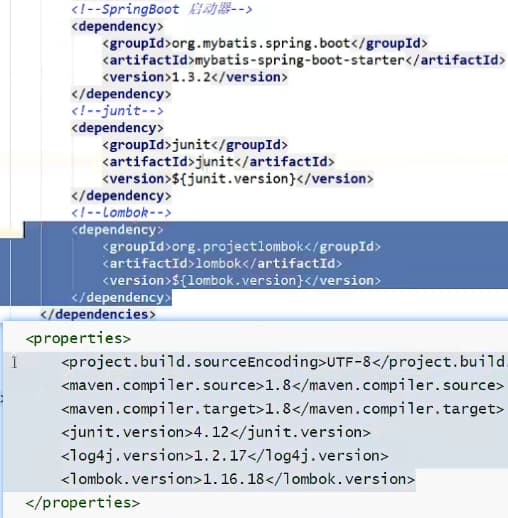 <!--SpringBoot 启动器-->
<dependency>
<groupId>org.mybatis.spring.boot</groupId>
<artifactId>mybatis-spring-boot-starter</artifactId>
<version>1.3.2</version>
</dependency>
<!--junit-->
<dependency>
<groupId>junit</groupId>
<artifactId>junit</artifactId>
<version>${junit.version}</version>
</dependency>
<!--lombok-->
<dependency>
<groupId>org.projectlombok</groupId>
<artifactId>lombok</artifactId>
<version>${lombok.version}</version>
</dependency>
</dependencies>
<properties>
<project.build.sourceEncoding>UTF-8</project.build.
<maven.compiler.source>1.8</maven.compiler.source>
<maven.compiler.target>1.8</maven.compiler.target>
<junit.version>4.12</junit.version>
<log4j.version>1.2.17</log4j.version>
<lombok.version>1.16.18</lombok.version>
</properties>